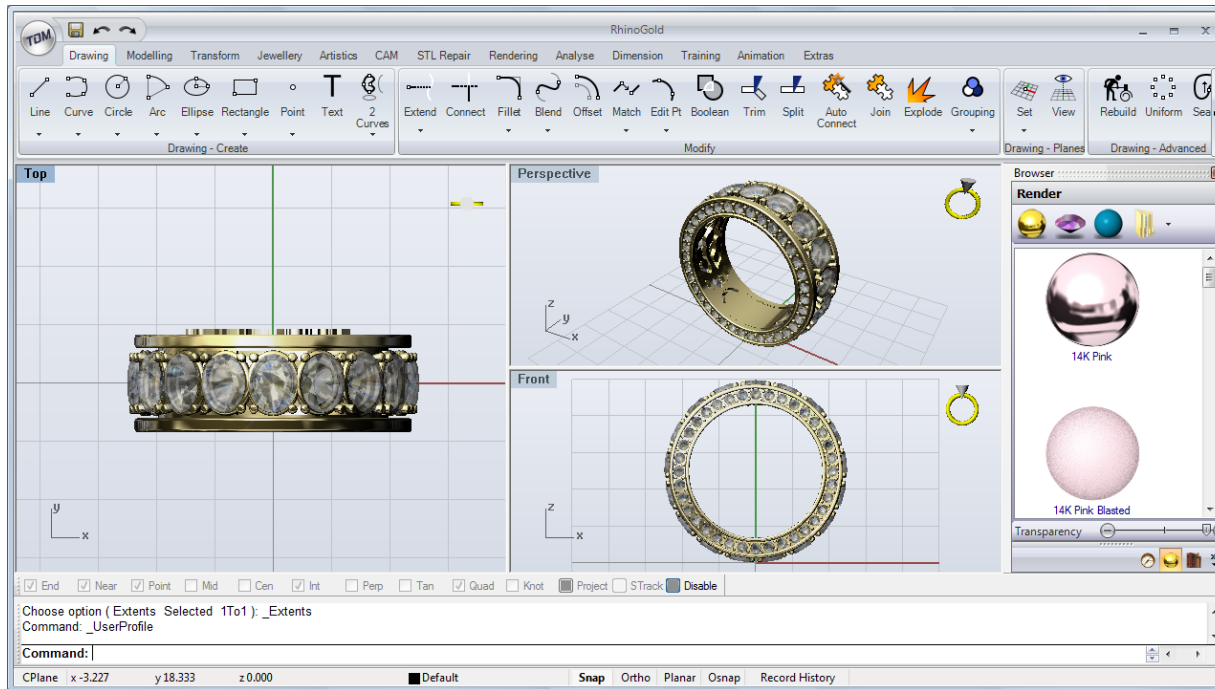 TDM
RhinoGold
Drawing Modelling Transform Jewellery Artistics CAM STL Repair Rendering Analyse Dimension Training Animation Extras
Line Curve Circle Arc Ellipse Rectangle Point Text 2 Curves Extend Connect Fillet Blend Offset Match Edit Pt Boolean Trim Split Auto Connect Join Explode Grouping Set View Rebuild Uniform Sea
Drawing - Create Modify Drawing - Planes Drawing - Advanced
Top
Perspective
Browser
Render
z
y
x
14K Pink
Front
14K Pink Blasted
y
x
z
x
Transparency
End Near Point Mid Cen Int Perp Tan Quad Knot Project STrack Disable
Choose option ( Extents Selected 1To1 ): _Extents
Command: _UserProfile
Command:
CPlane x -3.227 y 18.333 z 0.000 Default Snap Ortho Planar Osnap Record History